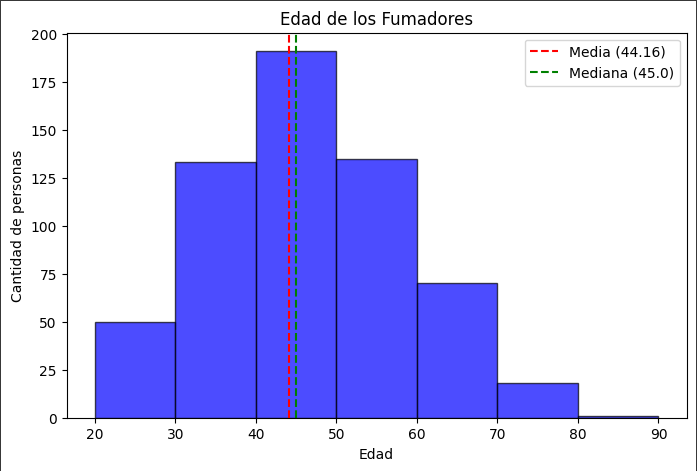 Edad de los Fumadores
200
175
150
125
100
75
50
25
0
Cantidad de personas
Media (44.16)
Mediana (45.0)
20 30 40 50 60 70 80 90
Edad